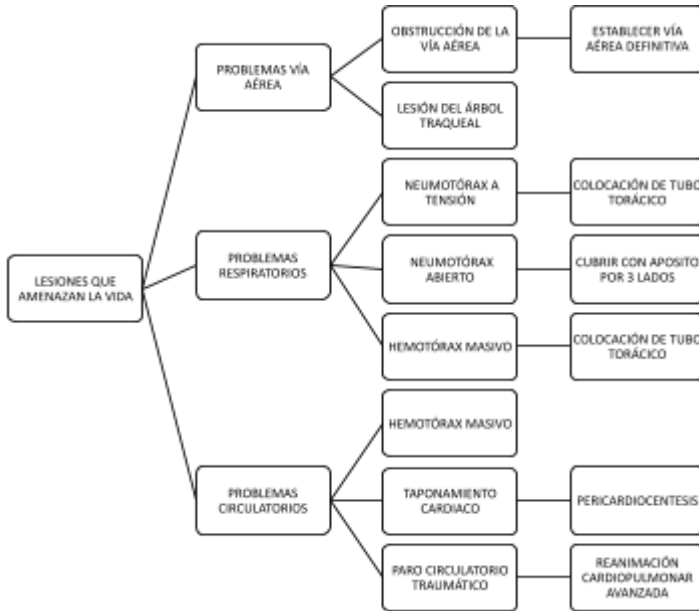 OBSTRUCCIÓN DE LA
VÍA AÉREA
ESTABLECER VÍA
AÉREA DEFINITIVA
PROBLEMAS VÍA
AÉREA
LESIÓN DEL ÁRBOL
TRAQUEAL
NEUMOTÓRAX A
TENSIÓN
COLOCACIÓN DE TUBO
TORÁCICO
LESIONES QUE
AMENAZAN LA VIDA
PROBLEMAS
RESPIRATORIOS
NEUMOTÓRAX
ABIERTO
CUBRIR CON APOSITO
POR 3 LADOS
HEMOTÓRAX MASIVO
COLOCACIÓN DE TUBO
TORÁCICO
HEMOTÓRAX MASIVO
PROBLEMAS
CIRCULATORIOS
TAPONAMIENTO
CARDIACO
PERICARDIOCENTESIS
PARO CIRCULATORIO
TRAUMÁTICO
REANIMACIÓN
CARDIOPULMONAR
AVANZADA